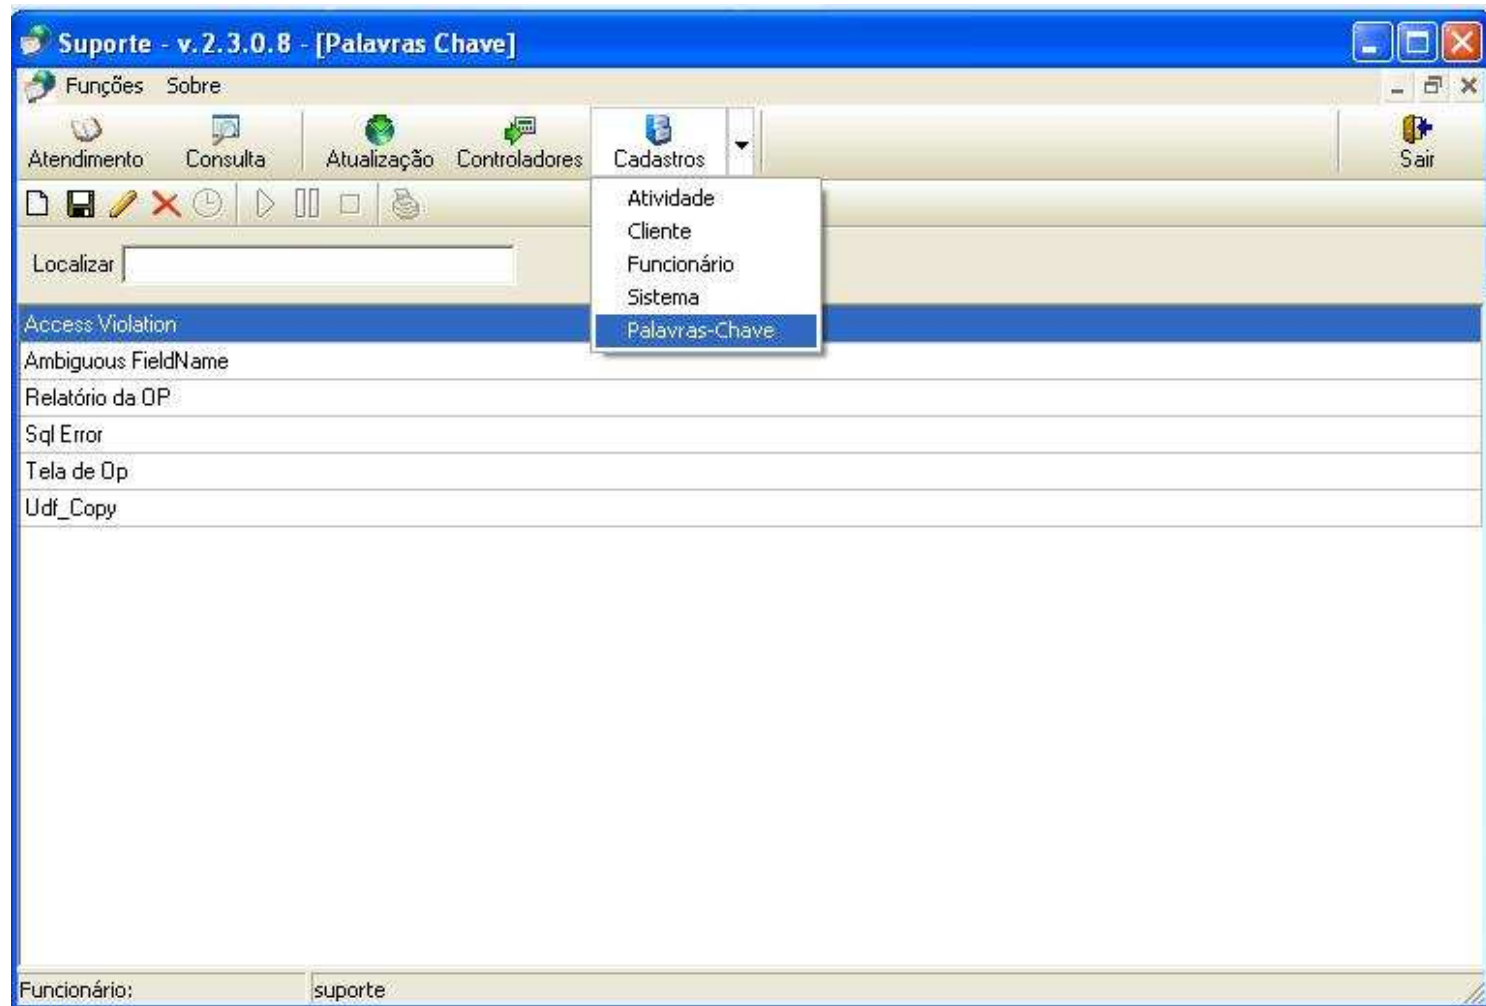 Suporte - v.2.3.0.8 - [Palavras Chave]
Funções Sobre
Atendimento Consulta Atualização Controladores Cadastros Sair
Atividade
Cliente
Localizar
Funcionário
Sistema
Palavras-Chave
Access Violation
Ambiguous FieldName
Relatório da OP
Sql Error
Tela de Op
Udf_Copy
Funcionário: suporte